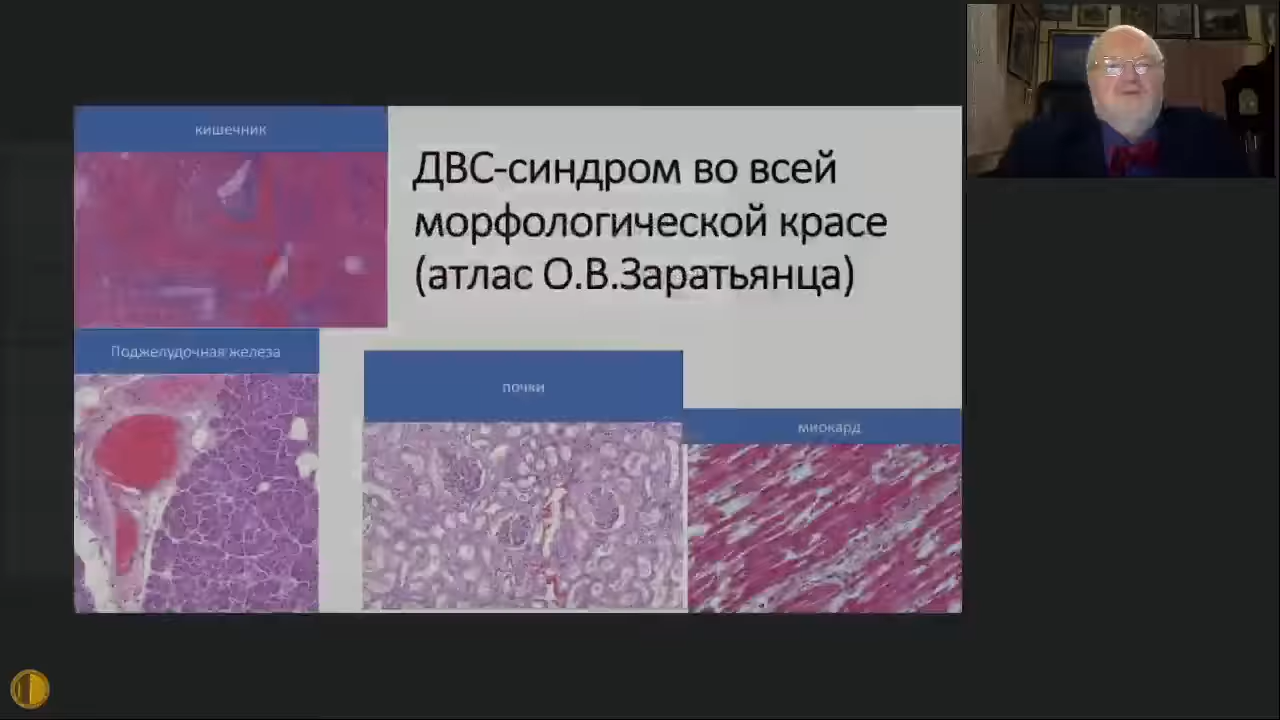 кишечник
ДВС-синдром во всей
морфологической красе
(атлас О.В.Заратьянца)
Поджелудочная железа
почки
миокард